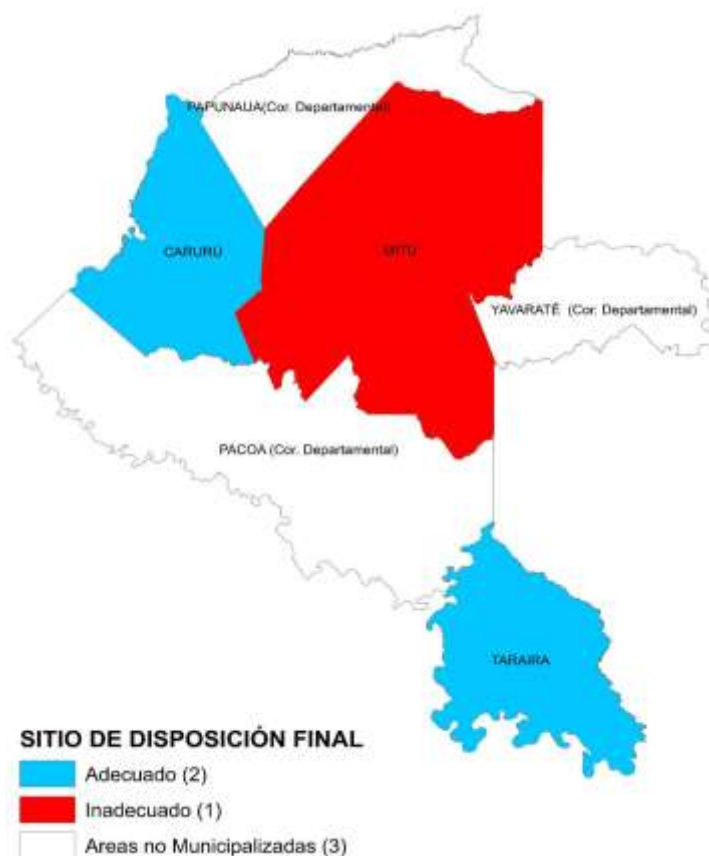 PAPUNAUA(Cor. Departamental)
CARURÚ
MITÚ
YAVARATÉ (Cor. Departamental)
PACOA (Cor. Departamental)
TARAIRA
SITIO DE DISPOSICIÓN FINAL
Adecuado (2)
Inadecuado (1)
Areas no Municipalizadas (3)